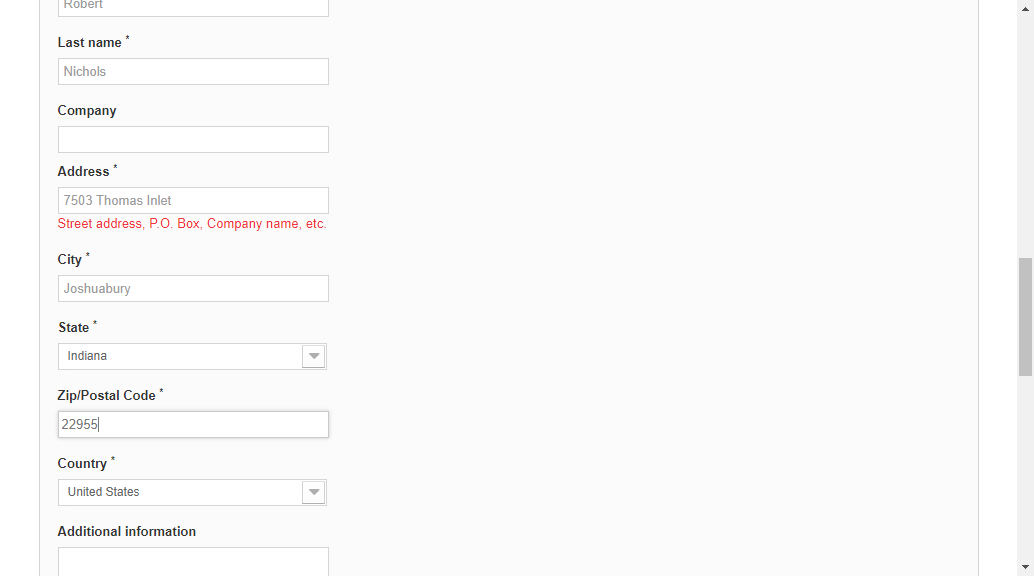 Robert
Last name *
Nichols
Company
Address *
7503 Thomas Inlet
Street address, P.O. Box, Company name, etc.
City *
Joshuabury
State *
Indiana
Zip/Postal Code *
22955
Country *
United States
Additional information